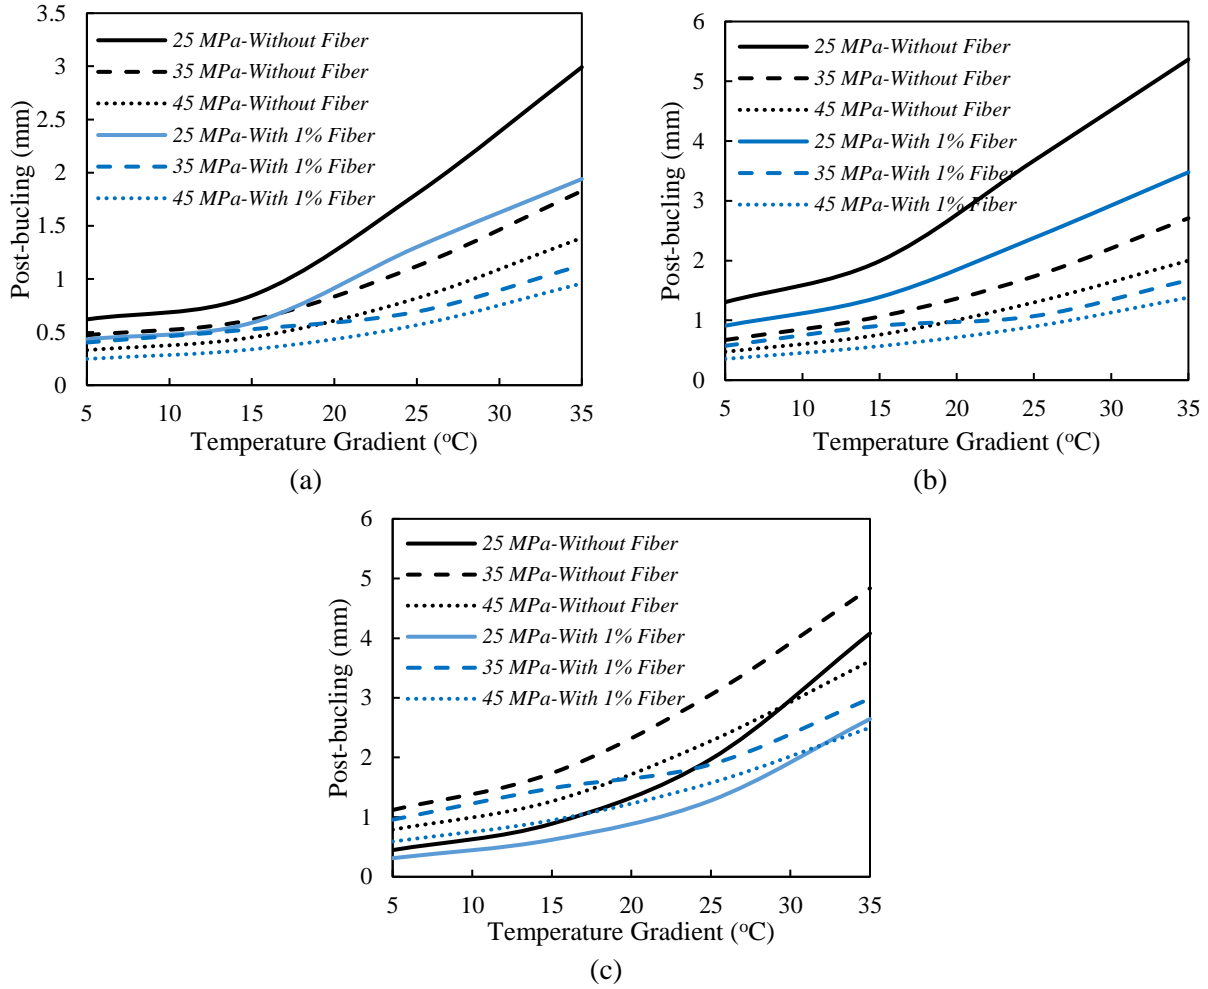 3.5
3
2.5
2
1.5
1
0.5
0
Post-bucling (mm)
25 MPa-Without Fiber
35 MPa-Without Fiber
45 MPa-Without Fiber
25 MPa-With 1% Fiber
35 MPa-With 1% Fiber
45 MPa-With 1% Fiber
5 10 15 20 25 30 35
Temperature Gradient (°C)
(a)
6
5
4
3
2
1
0
Post-bucling (mm)
25 MPa-Without Fiber
35 MPa-Without Fiber
45 MPa-Without Fiber
25 MPa-With 1% Fiber
35 MPa-With 1% Fiber
45 MPa-With 1% Fiber
5 10 15 20 25 30 35
Temperature Gradient (°C)
(b)
6
5
4
3
2
1
0
Post-bucling (mm)
25 MPa-Without Fiber
35 MPa-Without Fiber
45 MPa-Without Fiber
25 MPa-With 1% Fiber
35 MPa-With 1% Fiber
45 MPa-With 1% Fiber
5 10 15 20 25 30 35
Temperature Gradient (°C)
(c)